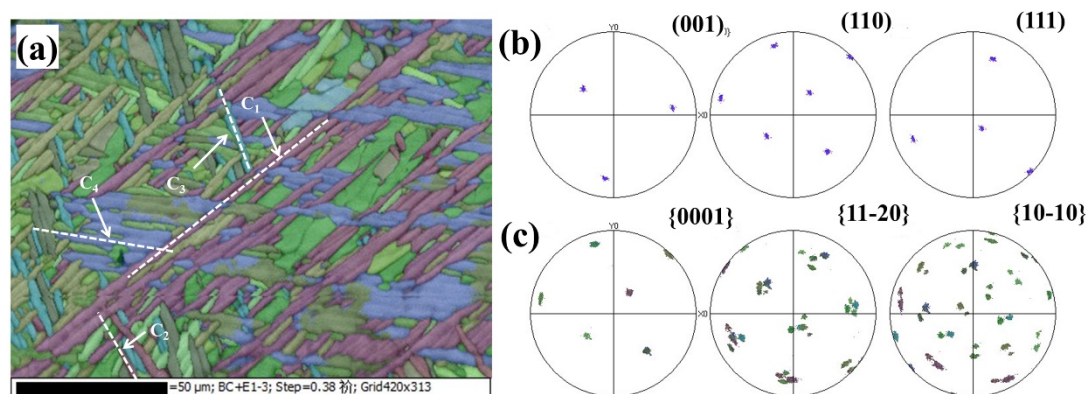 (a)
C1
C3
C4
C2
=50 µm; BC+E1-3; Step=0.38 祄; Grid420x313
(b)
(001)
(110)
(111)
Y0
X0
(c)
{0001}
{11-20}
{10-10}
Y0
X0